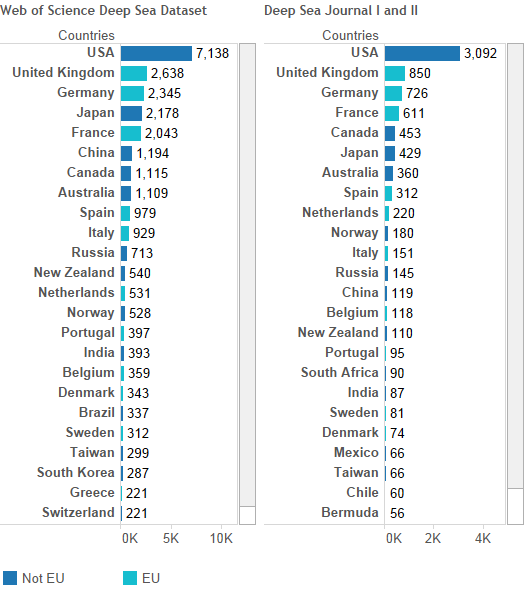 Web of Science Deep Sea Dataset
Countries
USA 7,138
United Kingdom 2,638
Germany 2,345
Japan 2,178
France 2,043
China 1,194
Canada 1,115
Australia 1,109
Spain 979
Italy 929
Russia 713
New Zealand 540
Netherlands 531
Norway 528
Portugal 397
India 393
Belgium 359
Denmark 343
Brazil 337
Sweden 312
Taiwan 299
South Korea 287
Greece 221
Switzerland 221
0K 5K 10K
Deep Sea Journal I and II
Countries
USA 3,092
United Kingdom 850
Germany 726
France 611
Canada 453
Japan 429
Australia 360
Spain 312
Netherlands 220
Norway 180
Italy 151
Russia 145
China 119
Belgium 118
New Zealand 110
Portugal 95
South Africa 90
India 87
Sweden 81
Denmark 74
Mexico 66
Taiwan 66
Chile 60
Bermuda 56
0K 2K 4K
Not EU EU